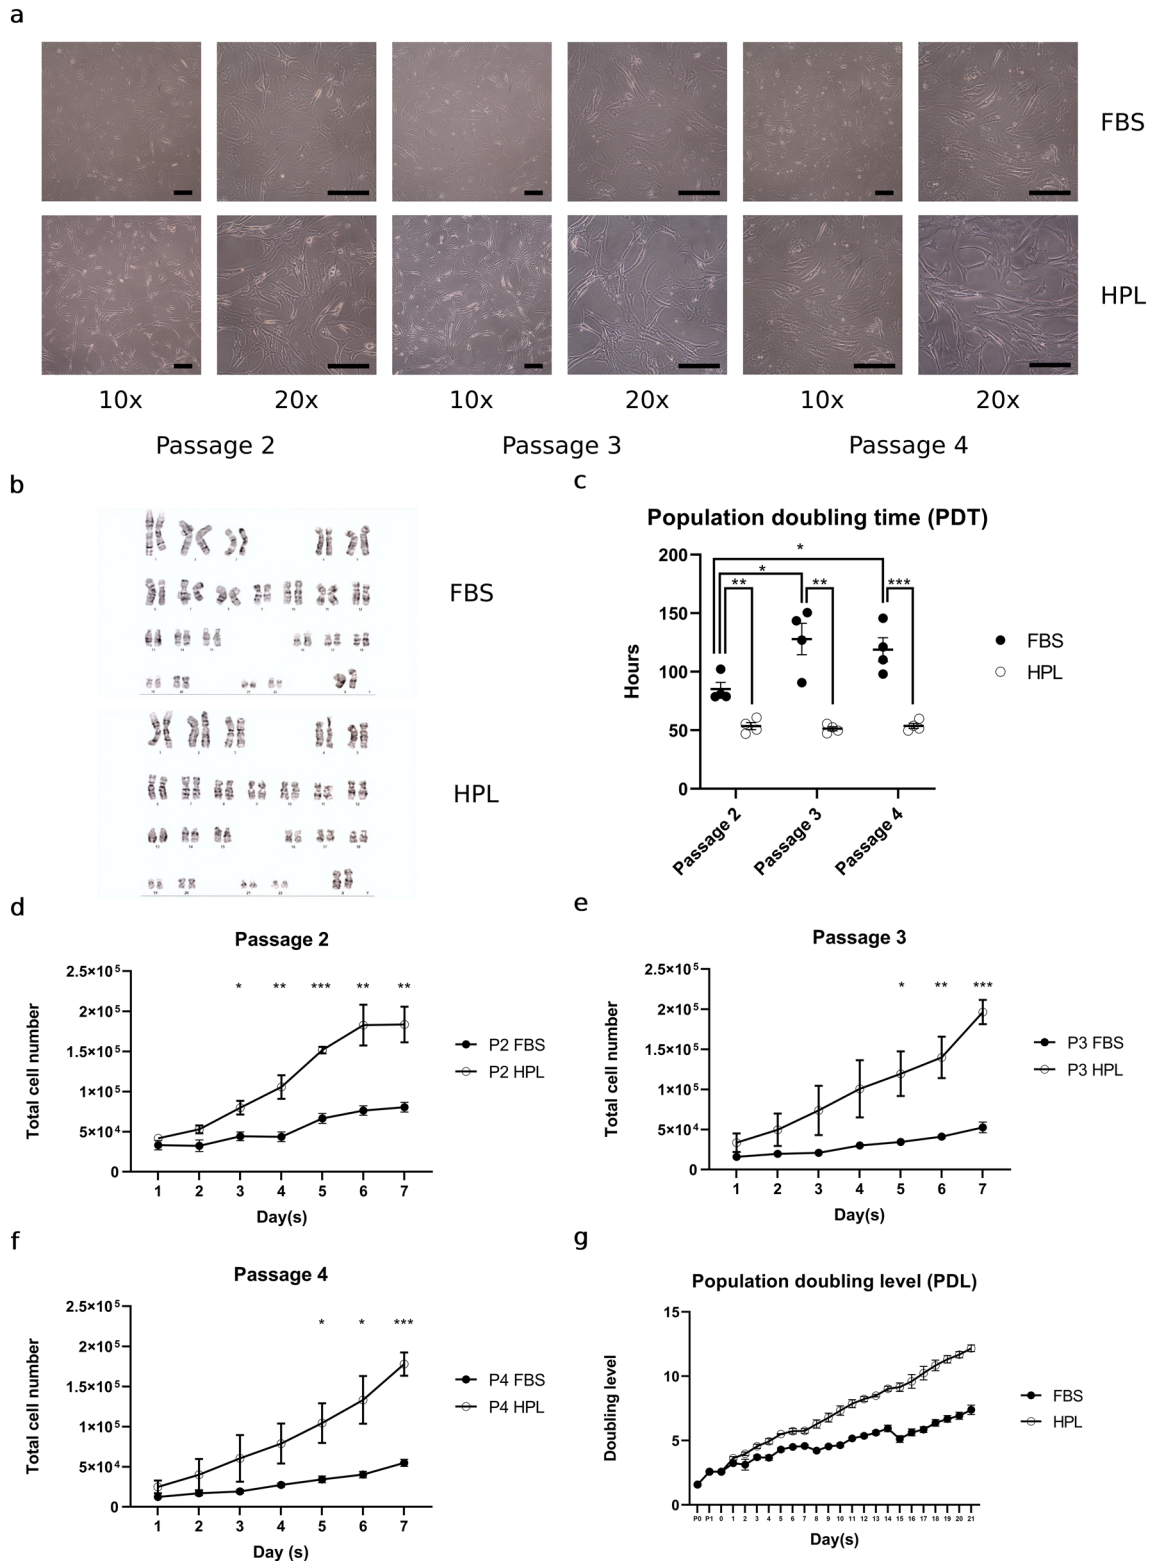 a
FBS
HPL
10x 20x 10x 20x 10x 20x
Passage 2 Passage 3 Passage 4
b
FBS
HPL
c
Population doubling time (PDT)
*
*
** ** ***
200
150
100
50
0
Hours
Passage 2 Passage 3 Passage 4
FBS
HPL
d
Passage 2
2.5×10⁵
2×10⁵
1.5×10⁵
1×10⁵
5×10⁴
0
Total cell number
* ** *** ** **
1 2 3 4 5 6 7
Day(s)
P2 FBS
P2 HPL
e
Passage 3
2.5×10⁵
2×10⁵
1.5×10⁵
1×10⁵
5×10⁴
0
Total cell number
* ** ***
1 2 3 4 5 6 7
Day(s)
P3 FBS
P3 HPL
f
Passage 4
2.5×10⁵
2×10⁵
1.5×10⁵
1×10⁵
5×10⁴
0
Total cell number
* * ***
1 2 3 4 5 6 7
Day (s)
P4 FBS
P4 HPL
g
Population doubling level (PDL)
15
10
5
0
Doubling level
P0 P1 0 1 2 3 4 5 6 7 8 9 10 11 12 13 14 15 16 17 18 19 20 21
Day(s)
FBS
HPL